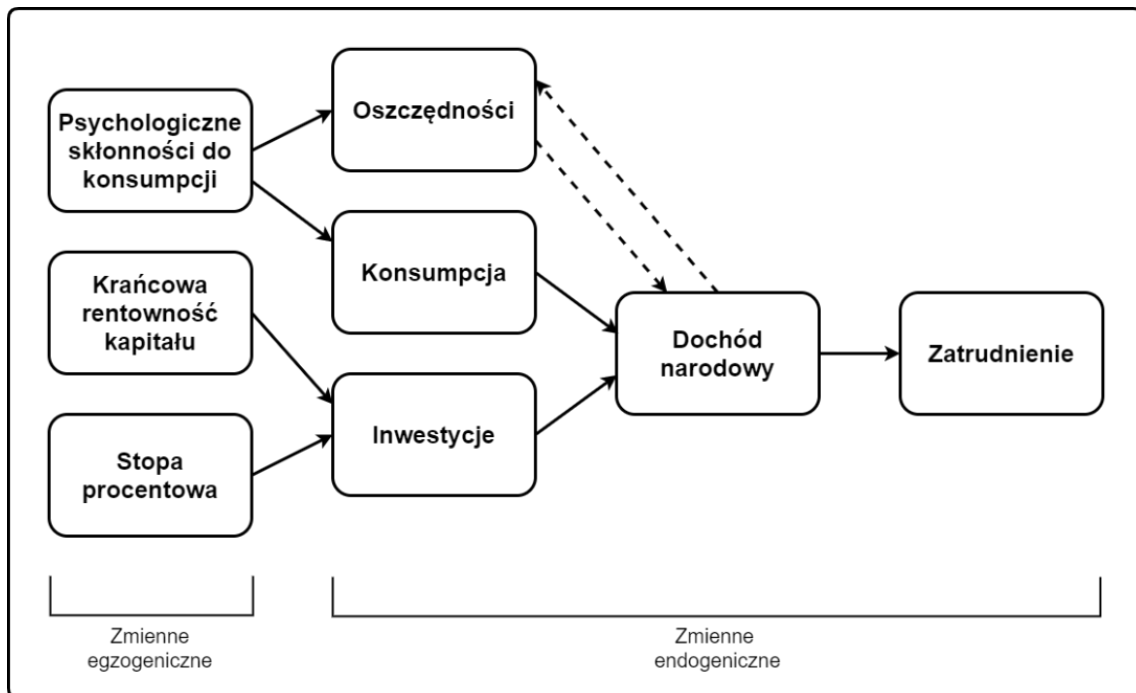 Psychologiczne
skłonności do
konsumpcji
Krańcowa
rentowność
kapitału
Stopa
procentowa
Oszczędności
Konsumpcja
Inwestycje
Dochód
narodowy
Zatrudnienie
Zmienne
egzogeniczne
Zmienne
endogeniczne